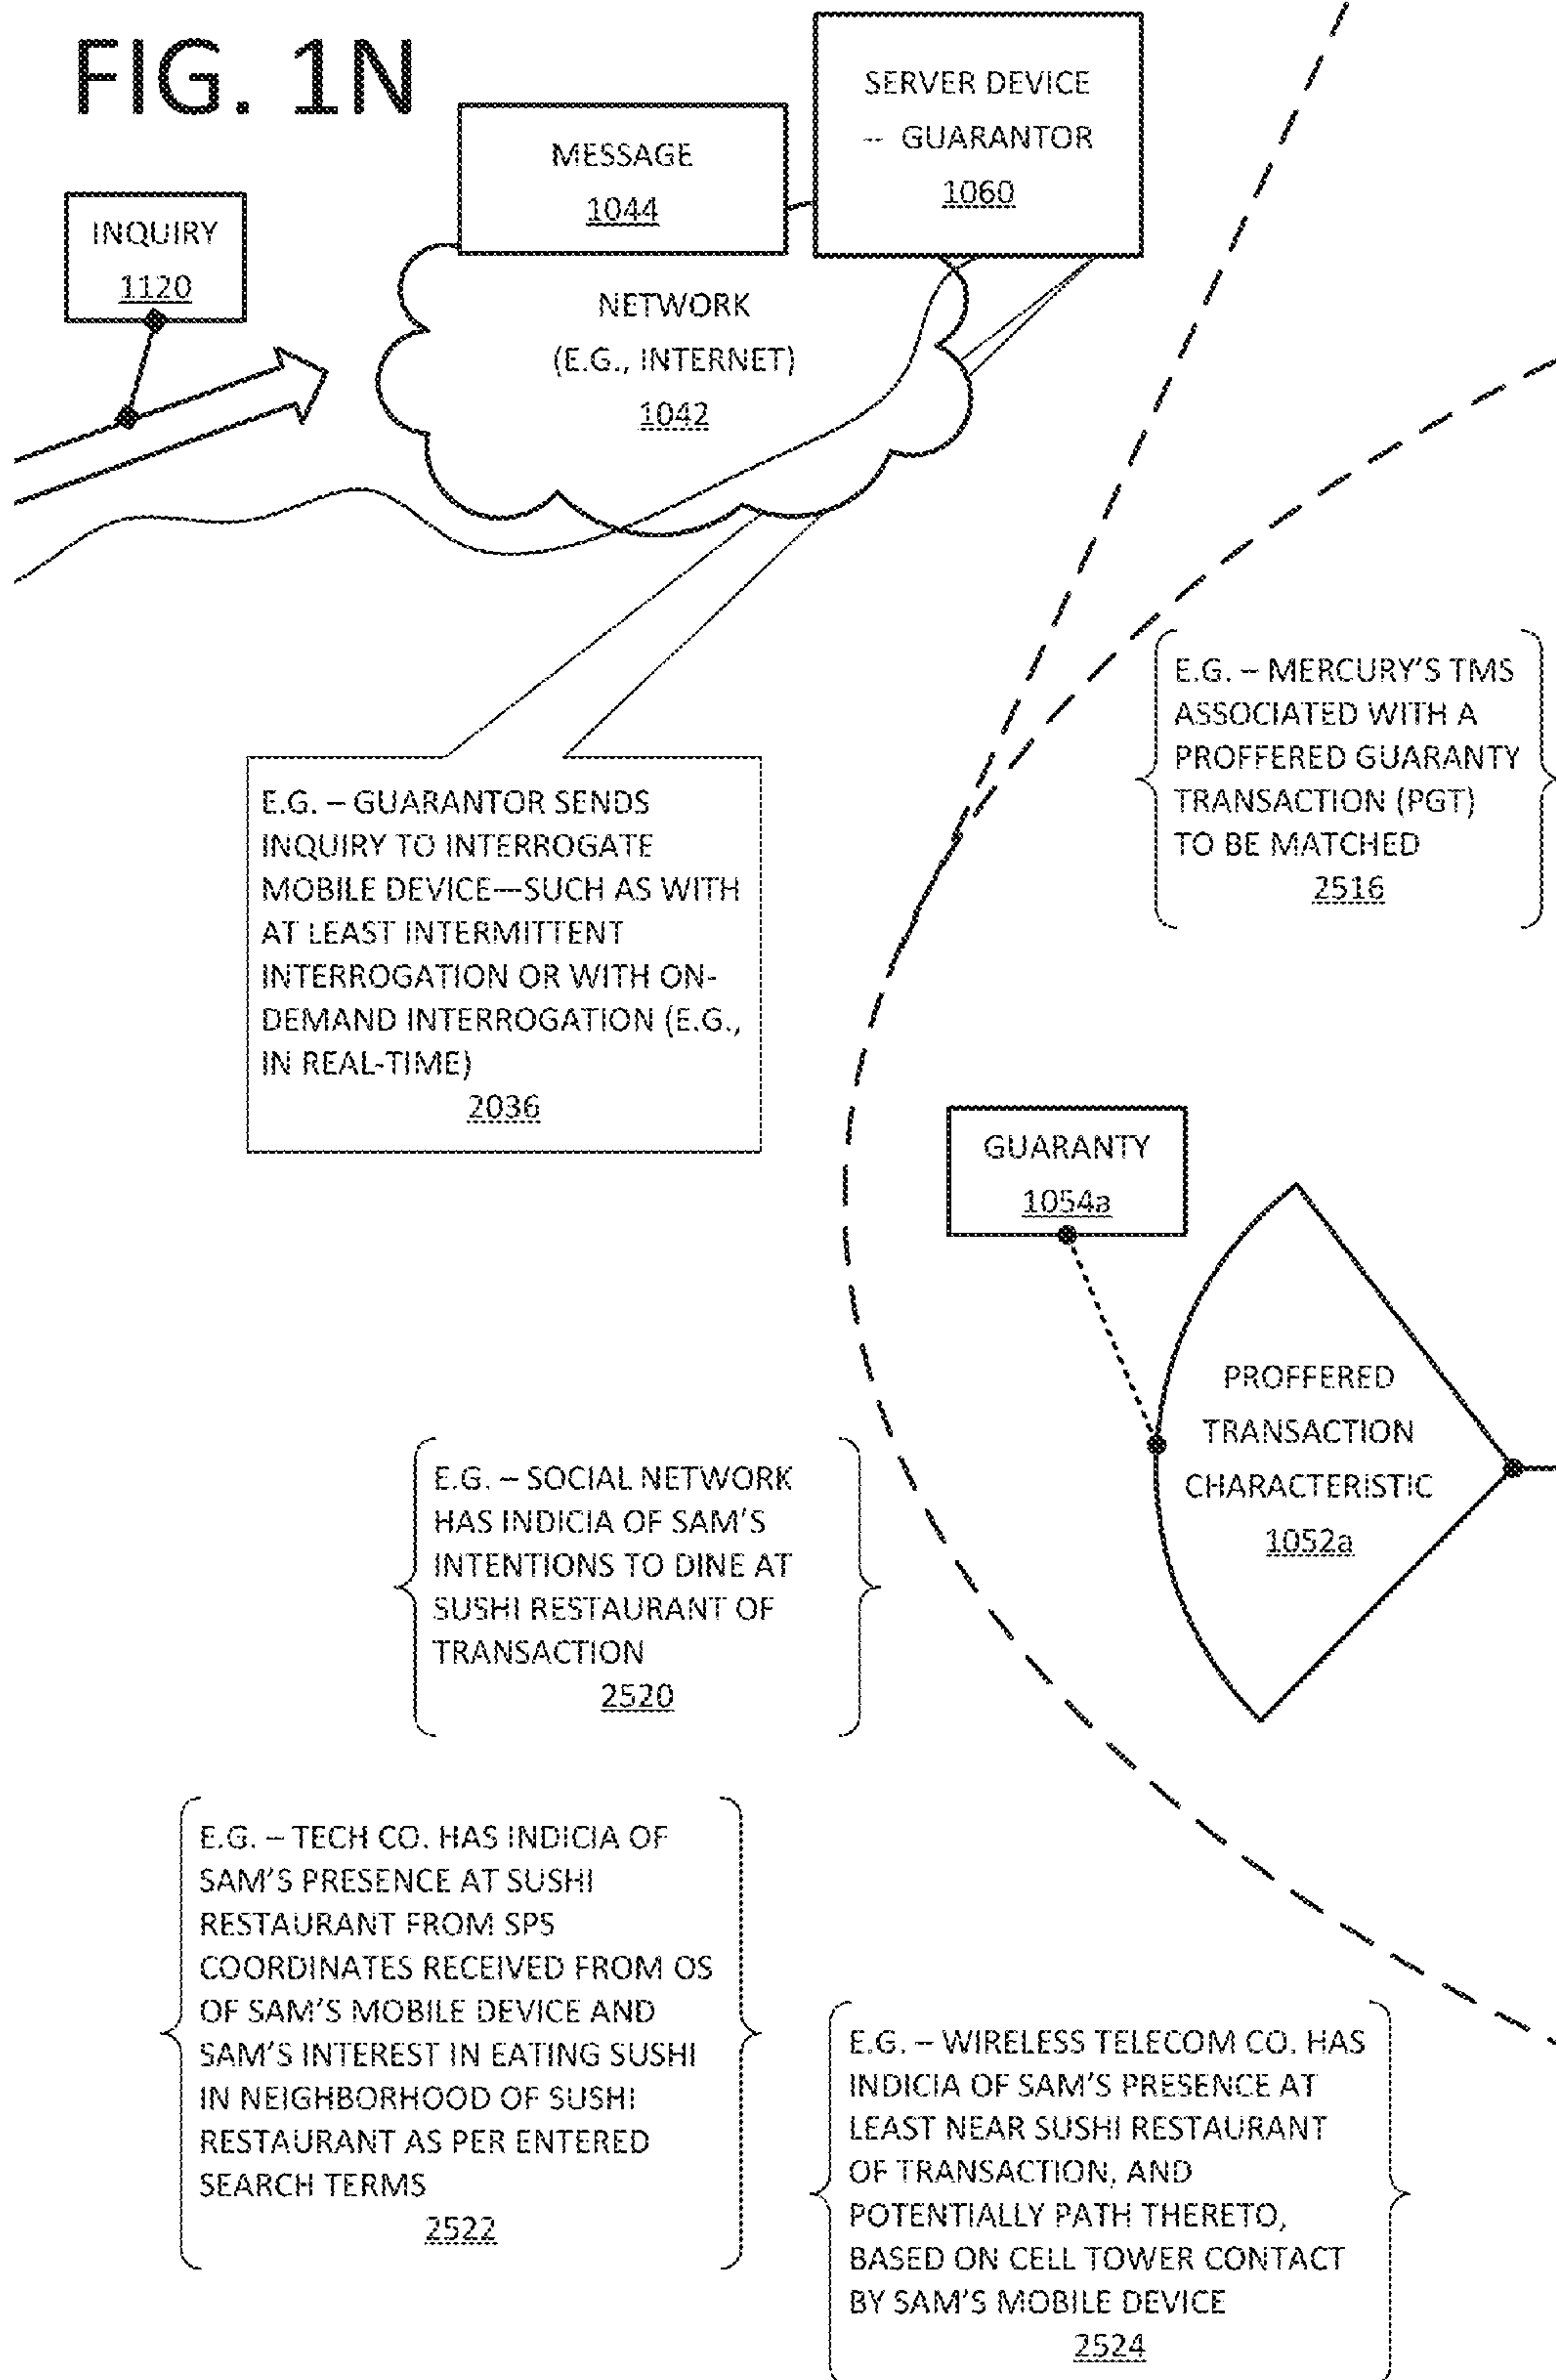 FIG. 1N
SERVER DEVICE
-- GUARANTOR
1060
MESSAGE
1044
INQUIRY
1120
NETWORK
(E.G., INTERNET)
1042
E.G. – MERCURY'S TMS
ASSOCIATED WITH A
PROFFERED GUARANTY
TRANSACTION (PGT)
TO BE MATCHED
2516
E.G. – GUARANTOR SENDS
INQUIRY TO INTERROGATE
MOBILE DEVICE—SUCH AS WITH
AT LEAST INTERMITTENT
INTERROGATION OR WITH ON-
DEMAND INTERROGATION (E.G.,
IN REAL-TIME)
2036
GUARANTY
1054a
PROFFERED
TRANSACTION
CHARACTERISTIC
1052a
E.G. – SOCIAL NETWORK
HAS INDICIA OF SAM'S
INTENTIONS TO DINE AT
SUSHI RESTAURANT OF
TRANSACTION
2520
E.G. – TECH CO. HAS INDICIA OF
SAM'S PRESENCE AT SUSHI
RESTAURANT FROM SPS
COORDINATES RECEIVED FROM OS
OF SAM'S MOBILE DEVICE AND
SAM'S INTEREST IN EATING SUSHI
IN NEIGHBORHOOD OF SUSHI
RESTAURANT AS PER ENTERED
SEARCH TERMS
2522
E.G. – WIRELESS TELECOM CO. HAS
INDICIA OF SAM'S PRESENCE AT
LEAST NEAR SUSHI RESTAURANT
OF TRANSACTION, AND
POTENTIALLY PATH THERETO,
BASED ON CELL TOWER CONTACT
BY SAM'S MOBILE DEVICE
2524